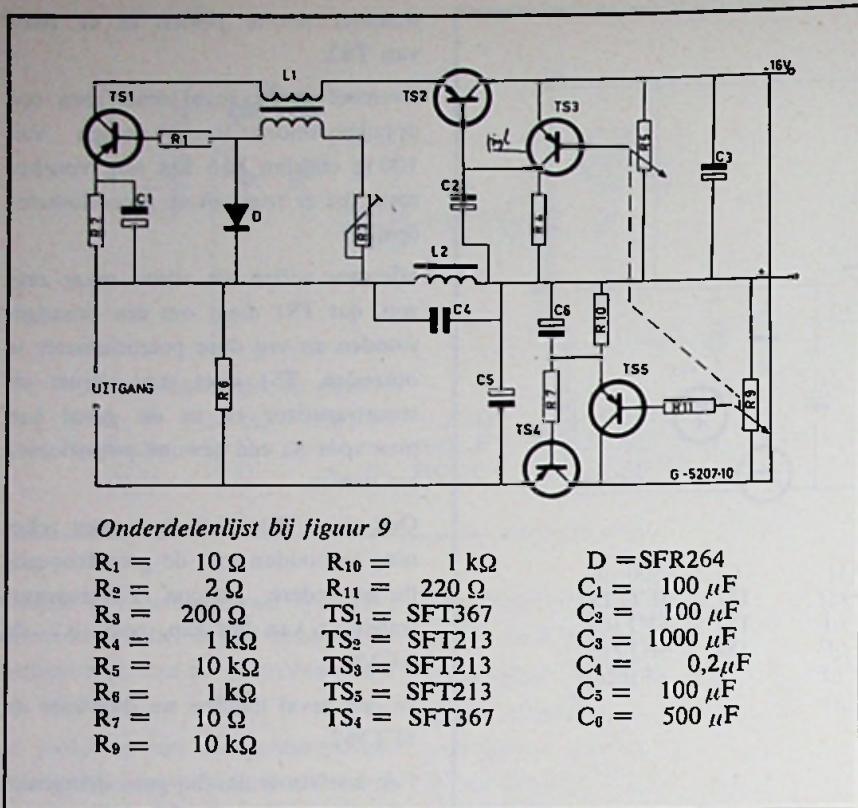 -16V
L1
TS1
TS2
TS3
R1
R5
C3
C2
C1
R2
D
R3
R4
L2
+
C4
C6
R10
UITGANG
R6
C5
R7
TS5
R11
R9
TS4
G-5207-10
Onderdelenlijst bij figuur 9
R₁ = 10 Ω
R₂ = 2 Ω
R₃ = 200 Ω
R₄ = 1 kΩ
R₅ = 10 kΩ
R₆ = 1 kΩ
R₇ = 10 Ω
R₉ = 10 kΩ
R₁₀ = 1 kΩ
R₁₁ = 220 Ω
TS₁ = SFT367
TS₂ = SFT213
TS₃ = SFT213
TS₅ = SFT213
TS₄ = SFT367
D = SFR264
C₁ = 100 μF
C₂ = 100 μF
C₃ = 1000 μF
C₄ = 0,2μF
C₅ = 100 μF
C₆ = 500 μF